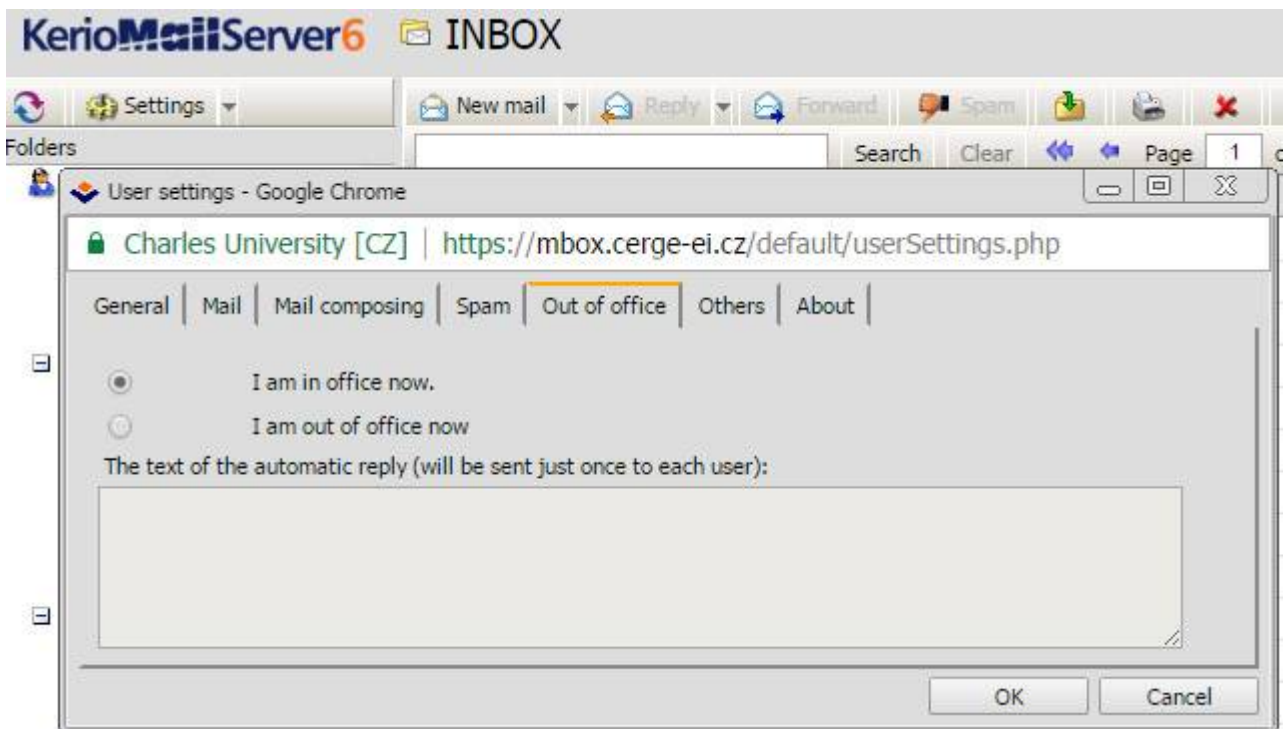 KerioMailServer6 INBOX
Settings New mail Reply Forward Spam
Folders Search Clear Page 1
User settings - Google Chrome
Charles University [CZ] | https://mbox.cerge-ei.cz/default/userSettings.php
General Mail Mail composing Spam Out of office Others About
I am in office now.
I am out of office now
The text of the automatic reply (will be sent just once to each user):
OK Cancel